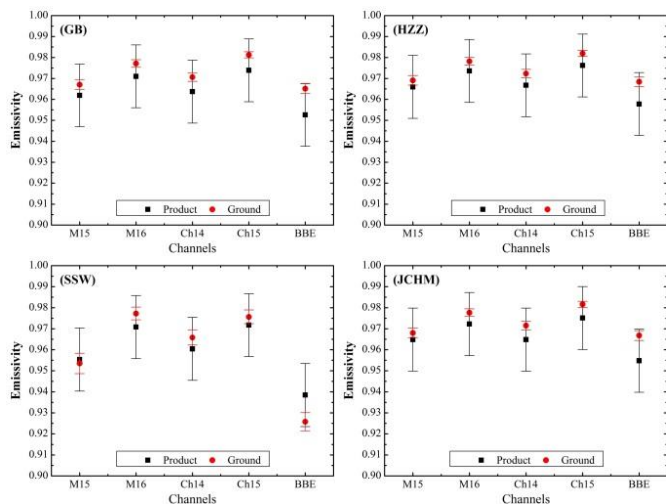 (GB)
Emissivity
1.00
0.99
0.98
0.97
0.96
0.95
0.94
0.93
0.92
0.91
0.90
Product Ground
M15 M16 Ch14 Ch15 BBE
Channels
(HZZ)
Emissivity
1.00
0.99
0.98
0.97
0.96
0.95
0.94
0.93
0.92
0.91
0.90
Product Ground
M15 M16 Ch14 Ch15 BBE
Channels
(SSW)
Emissivity
1.00
0.99
0.98
0.97
0.96
0.95
0.94
0.93
0.92
0.91
0.90
Product Ground
M15 M16 Ch14 Ch15 BBE
Channels
(JCHM)
Emissivity
1.00
0.99
0.98
0.97
0.96
0.95
0.94
0.93
0.92
0.91
0.90
Product Ground
M15 M16 Ch14 Ch15 BBE
Channels